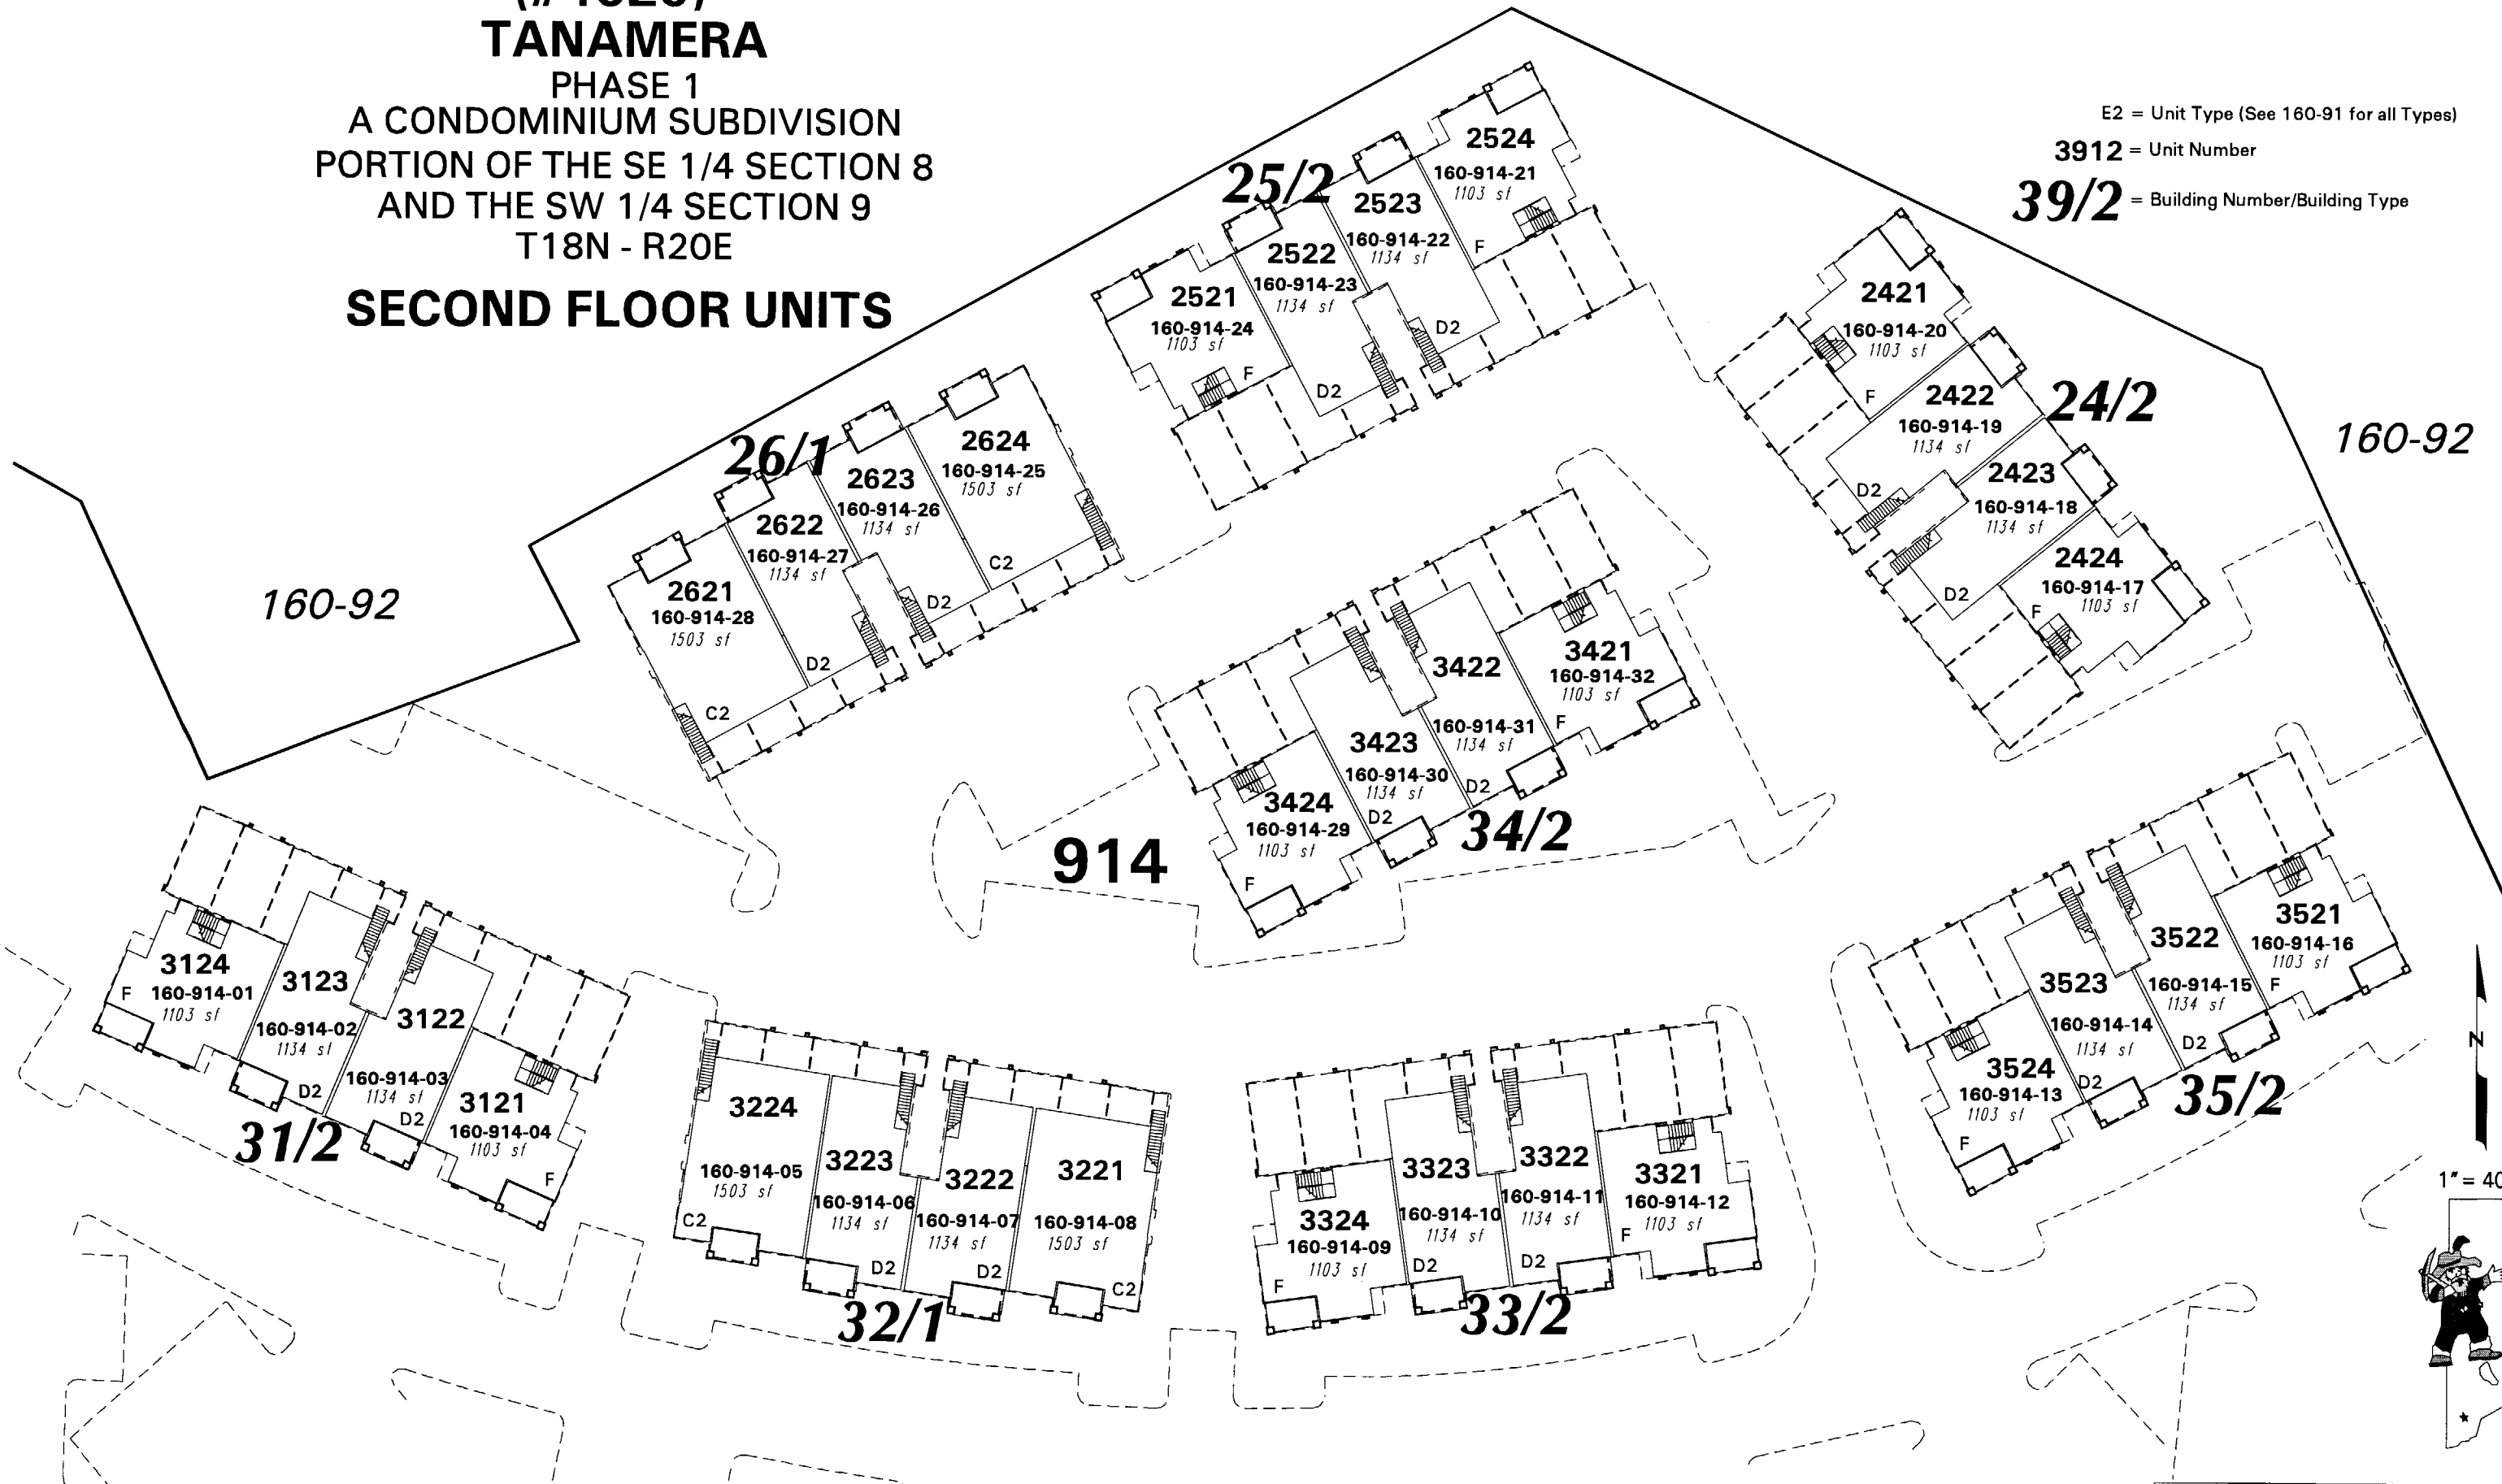 TANAMERA
PHASE 1
A CONDOMINIUM SUBDIVISION
PORTION OF THE SE 1/4 SECTION 8
AND THE SW 1/4 SECTION 9
T18N - R20E
SECOND FLOOR UNITS
E2 = Unit Type (See 160-91 for all Types)
3912 = Unit Number
39/2 = Building Number/Building Type
25/2
2524
160-914-21
1103 sf
F
2523
160-914-22
1134 sf
D2
2522
160-914-23
1134 sf
D2
2521
160-914-24
1103 sf
F
24/2
2421
160-914-20
1103 sf
F
2422
160-914-19
1134 sf
D2
2423
160-914-18
1134 sf
D2
2424
160-914-17
1103 sf
F
160-92
26/1
2624
160-914-25
1503 sf
C2
2623
160-914-26
1134 sf
D2
2622
160-914-27
1134 sf
D2
2621
160-914-28
1503 sf
C2
160-92
3421
160-914-32
1103 sf
F
3422
160-914-31
1134 sf
D2
3423
160-914-30
1134 sf
D2
3424
160-914-29
1103 sf
F
34/2
914
3124
160-914-01
1103 sf
F
3123
160-914-02
1134 sf
D2
3122
160-914-03
1134 sf
D2
3121
160-914-04
1103 sf
F
31/2
3224
160-914-05
1503 sf
C2
3223
160-914-06
1134 sf
D2
3222
160-914-07
1134 sf
D2
3221
160-914-08
1503 sf
C2
32/1
3324
160-914-09
1103 sf
F
3323
160-914-10
1134 sf
D2
3322
160-914-11
1134 sf
D2
3321
160-914-12
1103 sf
F
33/2
3521
160-914-16
1103 sf
F
3522
160-914-15
1134 sf
D2
3523
160-914-14
1134 sf
D2
3524
160-914-13
1103 sf
F
35/2
N
1" = 40